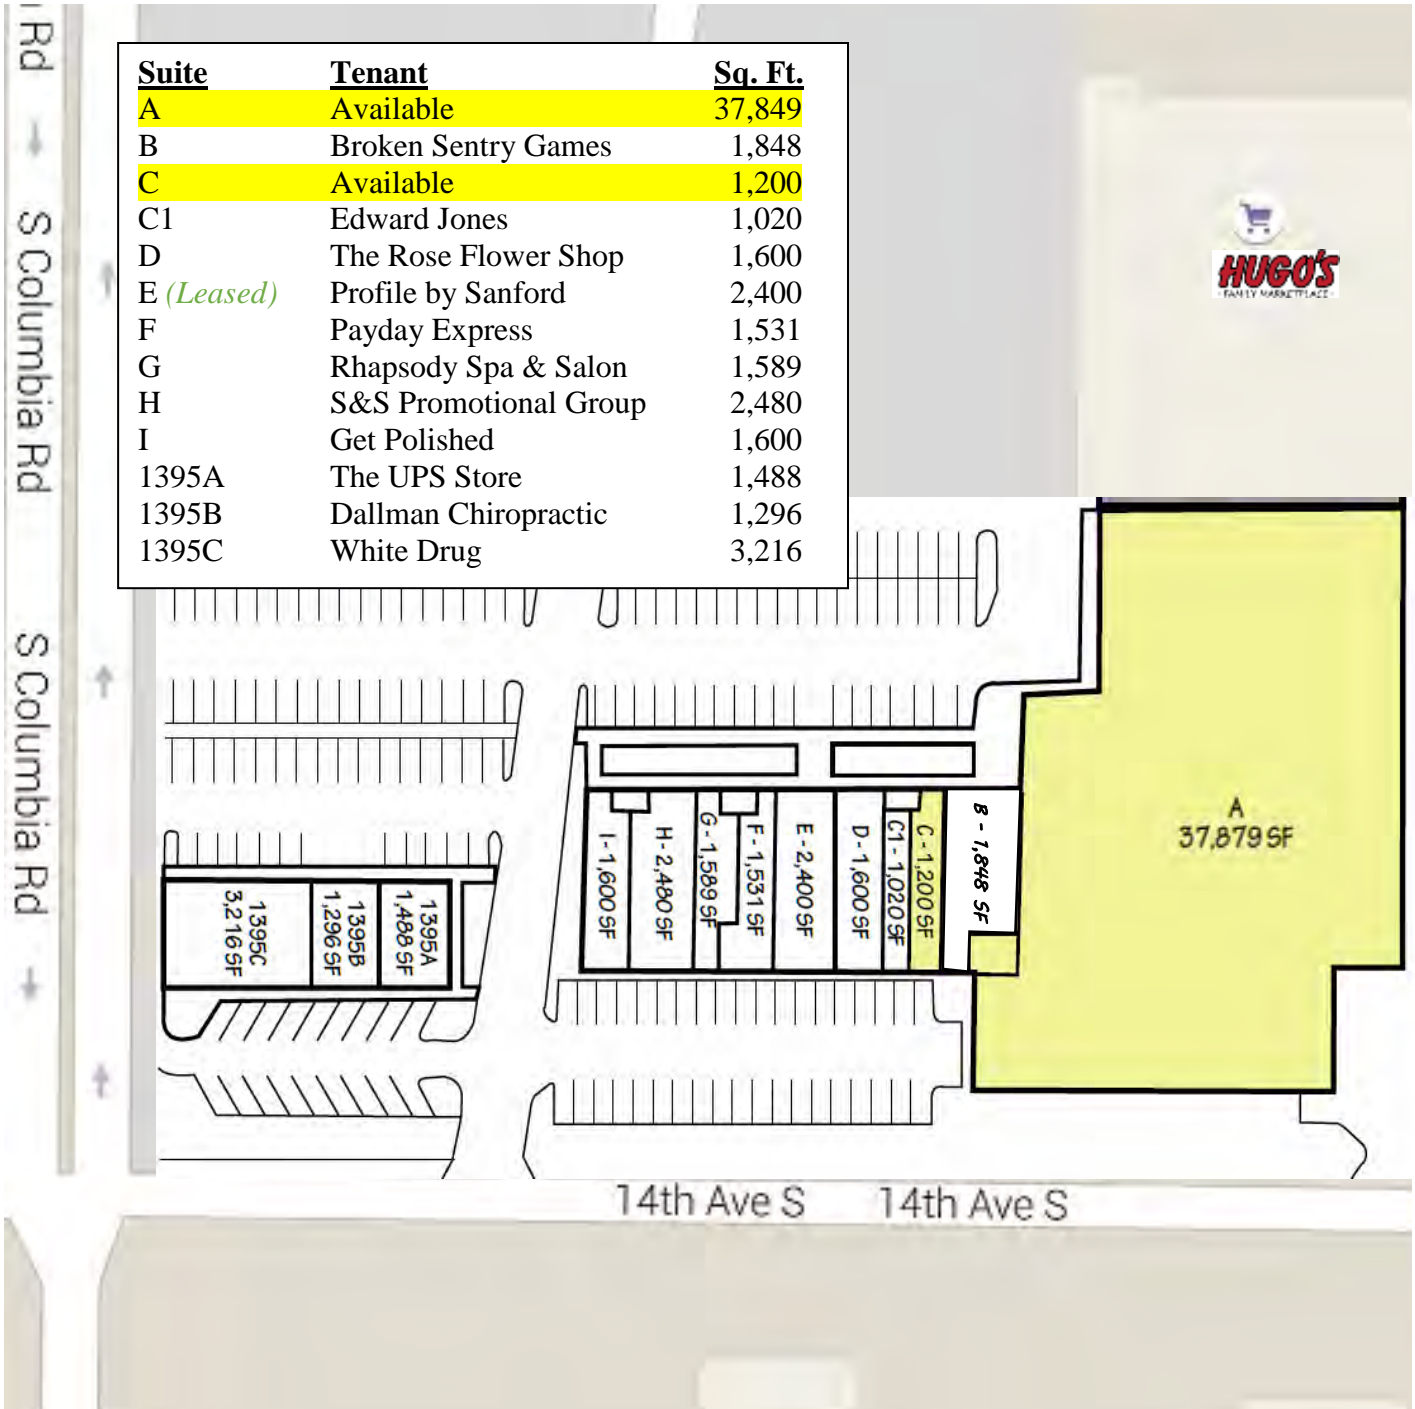 Rd
S Columbia Rd
S Columbia Rd
Suite Tenant Sq. Ft.
A Available 37,849
B Broken Sentry Games 1,848
C Available 1,200
C1 Edward Jones 1,020
D The Rose Flower Shop 1,600
E (Leased) Profile by Sanford 2,400
F Payday Express 1,531
G Rhapsody Spa & Salon 1,589
H S&S Promotional Group 2,480
I Get Polished 1,600
1395A The UPS Store 1,488
1395B Dallman Chiropractic 1,296
1395C White Drug 3,216
HUGO'S
FAMILY MARKETPLACE
A
37,879 SF
B - 1,848 SF
C - 1,200 SF
C1 - 1,020 SF
D - 1,600 SF
E - 2,400 SF
F - 1,531 SF
G - 1,589 SF
H - 2,480 SF
I - 1,600 SF
1395A
1,488 SF
1395B
1,296 SF
1395C
3,216 SF
14th Ave S 14th Ave S